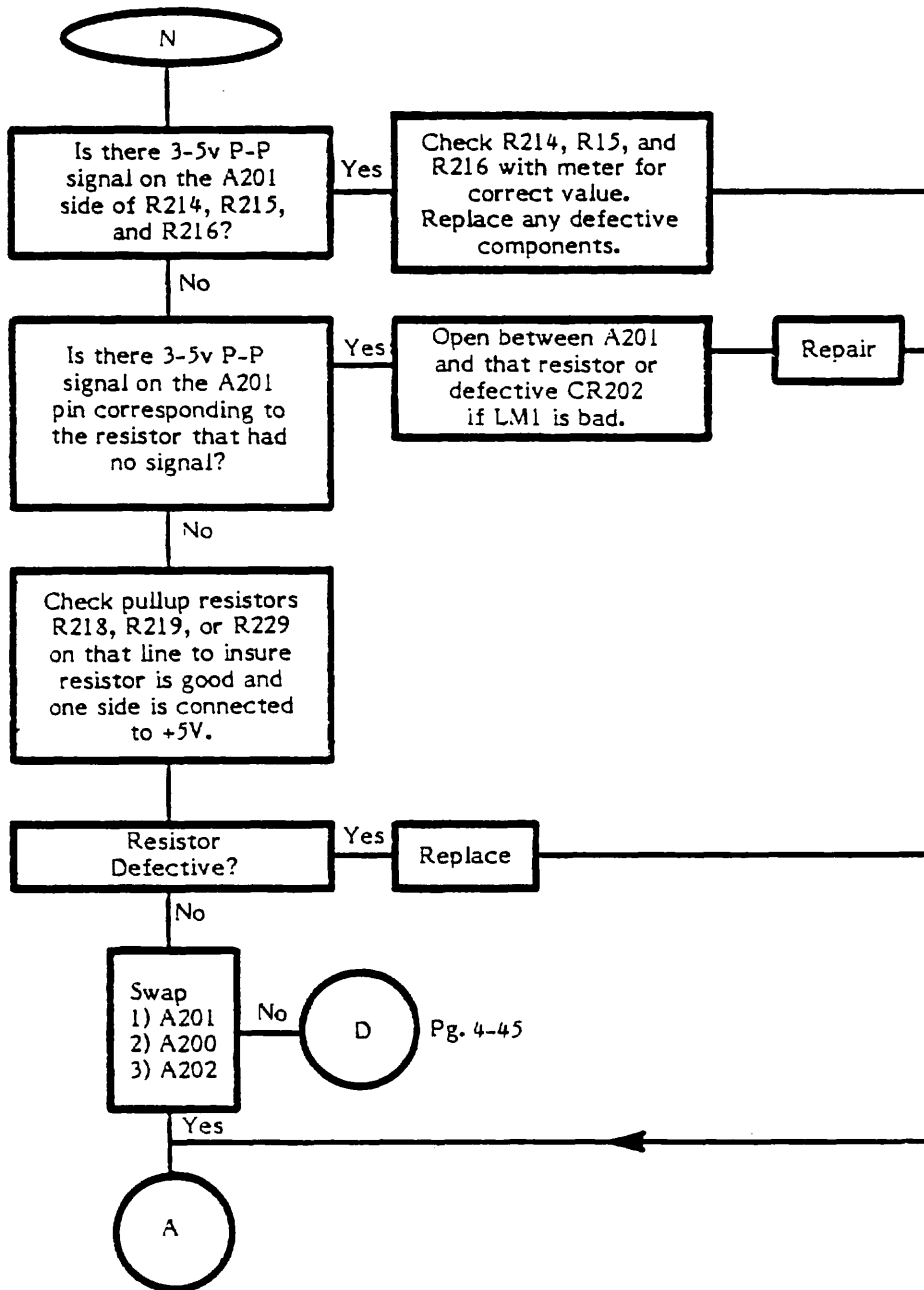 N
Is there 3-5v P-P
signal on the A201
side of R214, R215,
and R216?
Yes
Check R214, R15, and
R216 with meter for
correct value.
Replace any defective
components.
No
Is there 3-5v P-P
signal on the A201
pin corresponding to
the resistor that had
no signal?
Yes
Open between A201
and that resistor or
defective CR202
if LM1 is bad.
Repair
No
Check pullup resistors
R218, R219, or R229
on that line to insure
resistor is good and
one side is connected
to +5V.
Resistor
Defective?
Yes
Replace
No
Swap
1) A201
2) A200
3) A202
No
D
Pg. 4-45
Yes
A